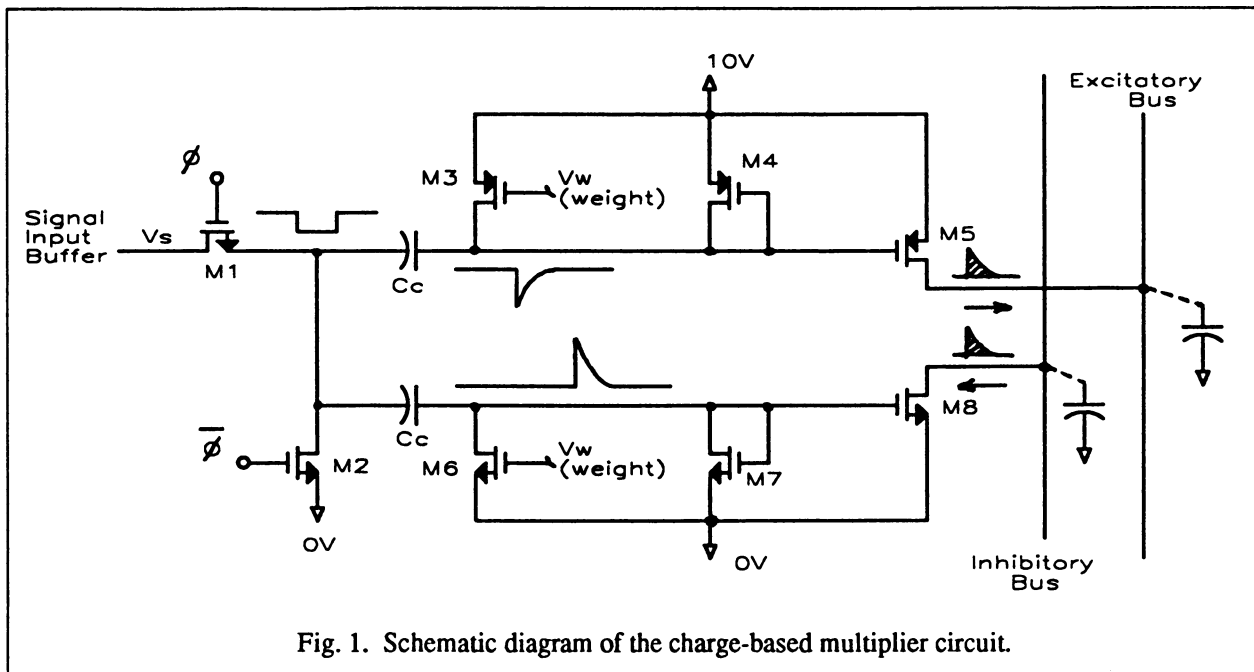 10V
Excitatory
Bus
ϕ
M3
Vw
(weight)
M4
Signal
Input
Buffer
Vs
M1
Cc
M5
ϕ̅
M2
Cc
M6
Vw
(weight)
M7
M8
0V
0V
Inhibitory
Bus
Fig. 1. Schematic diagram of the charge-based multiplier circuit.